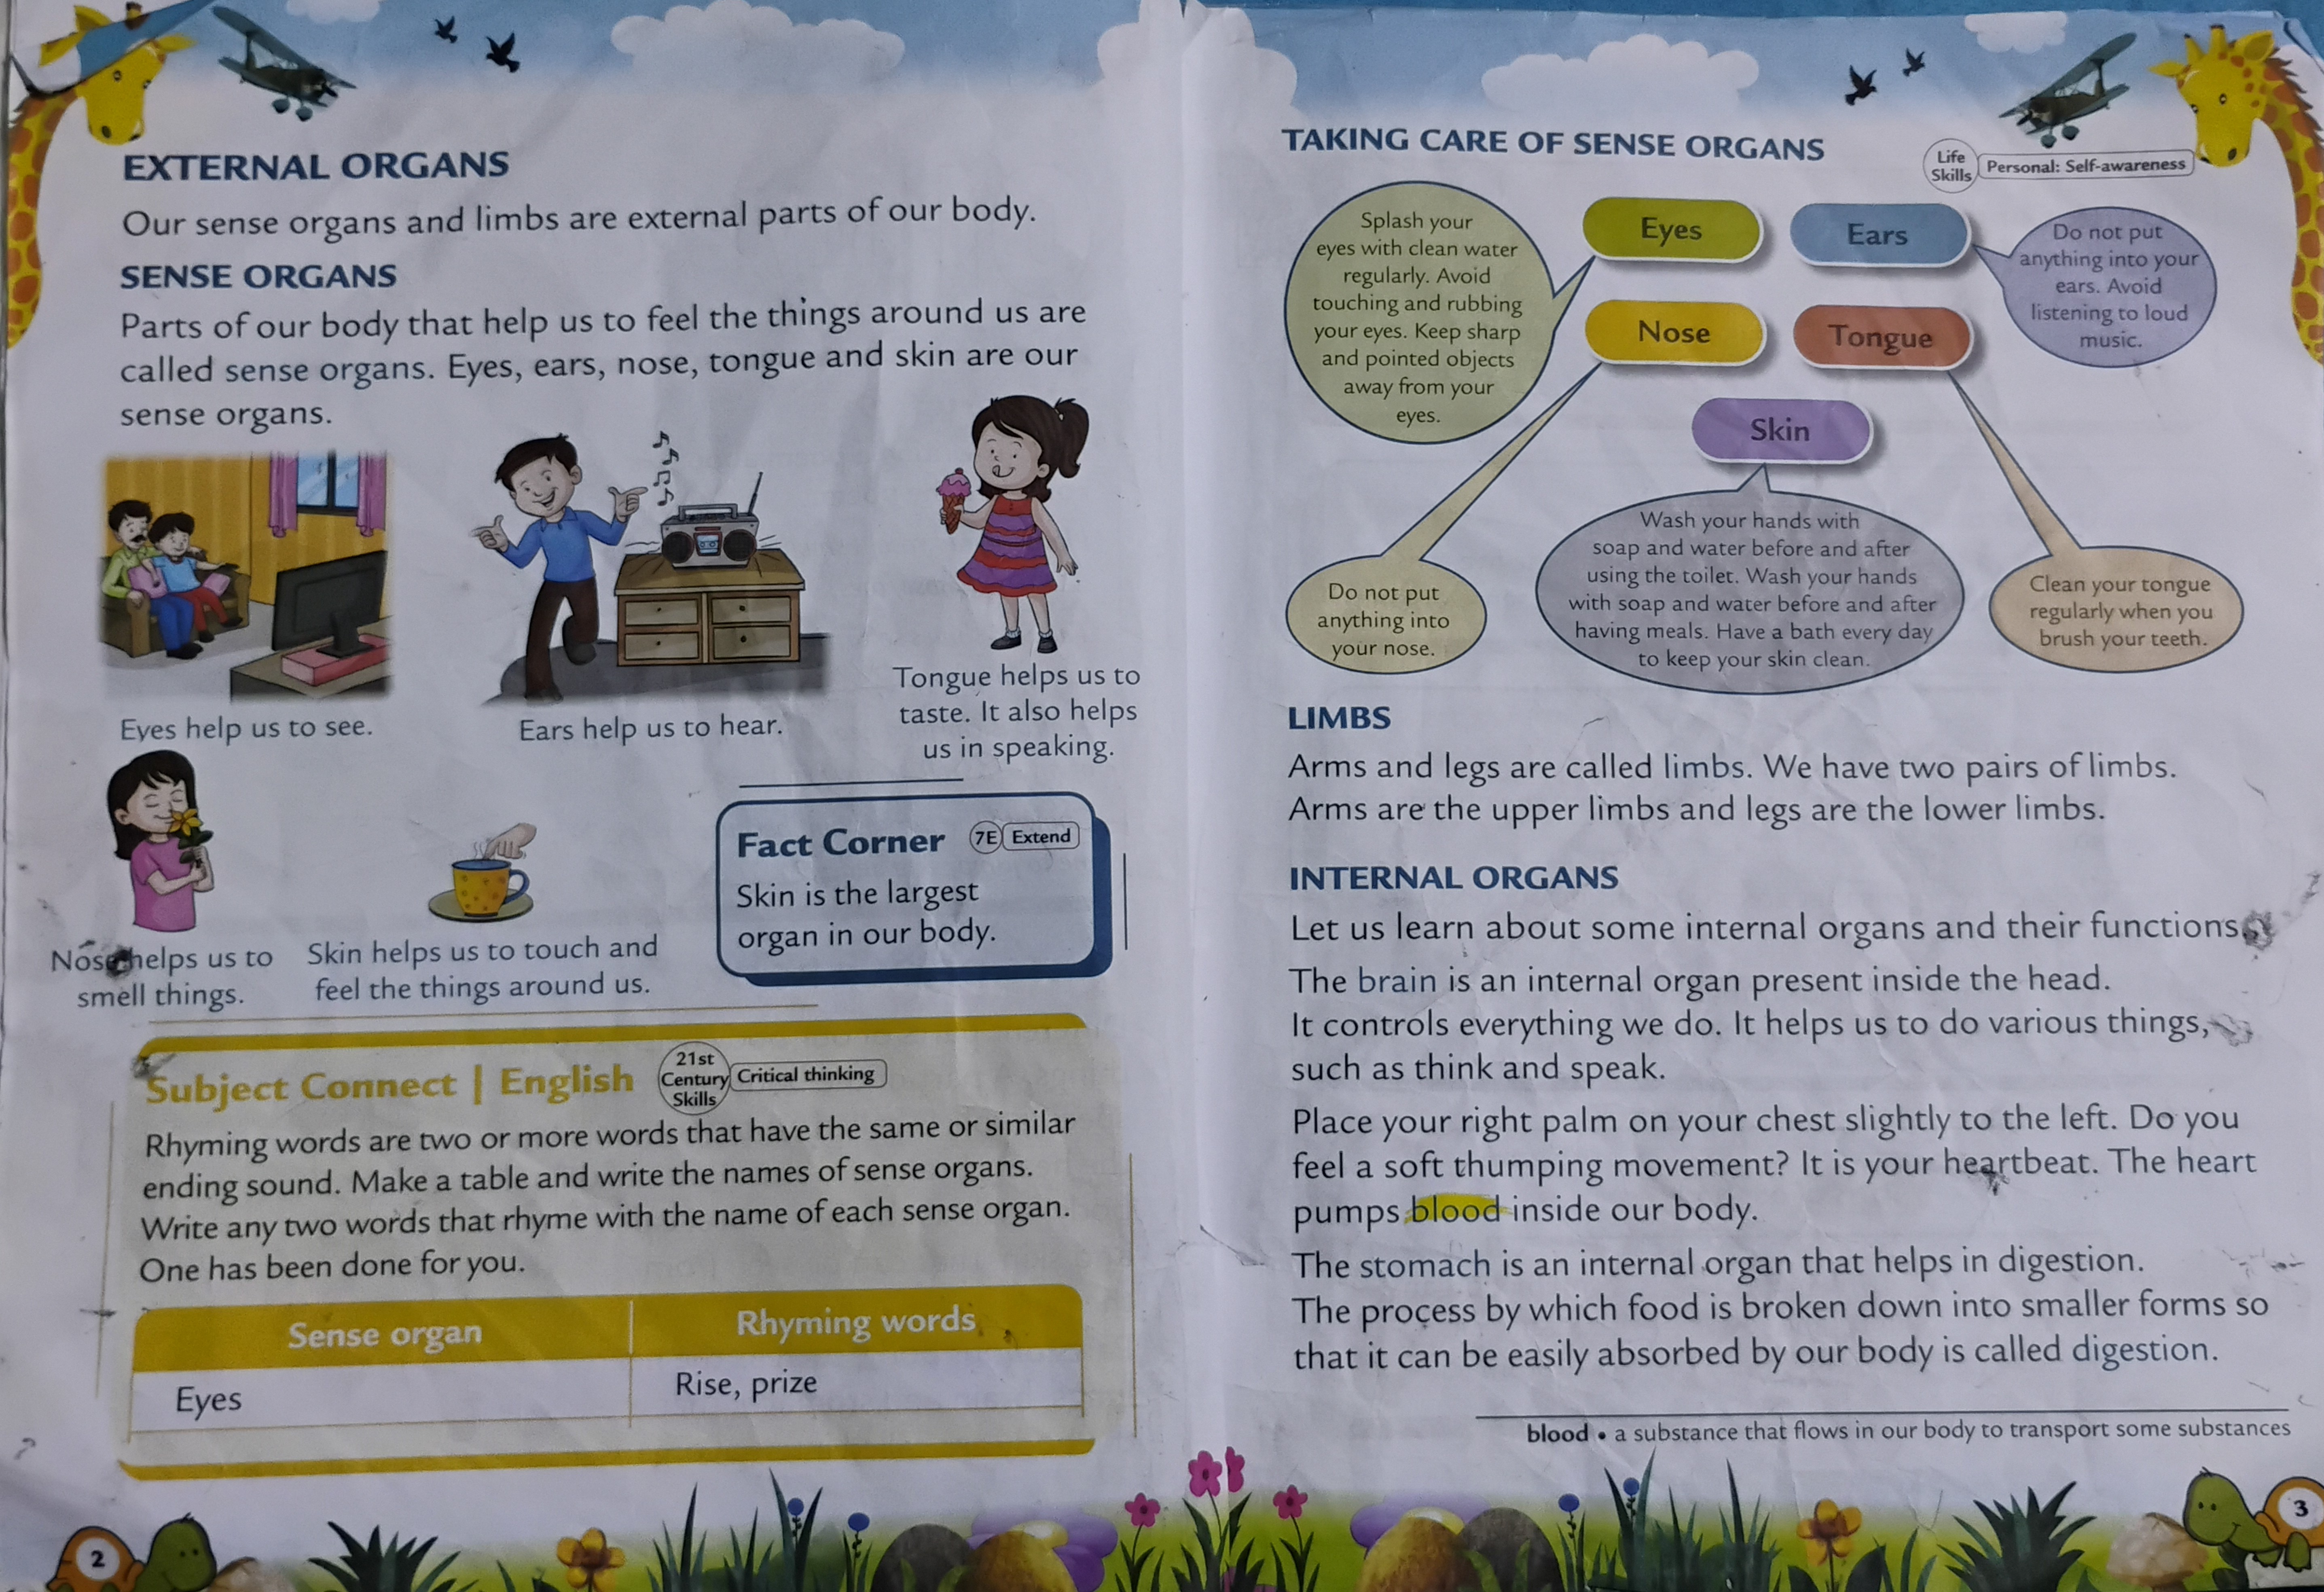 EXTERNAL ORGANS
Our sense organs and limbs are external parts of our body.
SENSE ORGANS
Parts of our body that help us to feel the things around us are
called sense organs. Eyes, ears, nose, tongue and skin are our
sense organs.
Eyes help us to see.
Ears help us to hear.
Tongue helps us to
taste. It also helps
us in speaking.
Nose helps us to
smell things.
Skin helps us to touch and
feel the things around us.
Fact Corner 7E Extend
Skin is the largest
organ in our body.
Subject Connect | English
21st
Century
Skills
Critical thinking
Rhyming words are two or more words that have the same or similar
ending sound. Make a table and write the names of sense organs.
Write any two words that rhyme with the name of each sense organ.
One has been done for you.
Sense organ Rhyming words
Eyes Rise, prize
2
TAKING CARE OF SENSE ORGANS
Life
Skills
Personal: Self-awareness
Splash your
eyes with clean water
regularly. Avoid
touching and rubbing
your eyes. Keep sharp
and pointed objects
away from your
eyes.
Eyes
Ears
Do not put
anything into your
ears. Avoid
listening to loud
music.
Nose
Tongue
Skin
Do not put
anything into
your nose.
Wash your hands with
soap and water before and after
using the toilet. Wash your hands
with soap and water before and after
having meals. Have a bath every day
to keep your skin clean.
Clean your tongue
regularly when you
brush your teeth.
LIMBS
Arms and legs are called limbs. We have two pairs of limbs.
Arms are the upper limbs and legs are the lower limbs.
INTERNAL ORGANS
Let us learn about some internal organs and their functions
The brain is an internal organ present inside the head.
It controls everything we do. It helps us to do various things,
such as think and speak.
Place your right palm on your chest slightly to the left. Do you
feel a soft thumping movement? It is your heartbeat. The heart
pumps blood inside our body.
The stomach is an internal organ that helps in digestion.
The process by which food is broken down into smaller forms so
that it can be easily absorbed by our body is called digestion.
blood • a substance that flows in our body to transport some substances
3